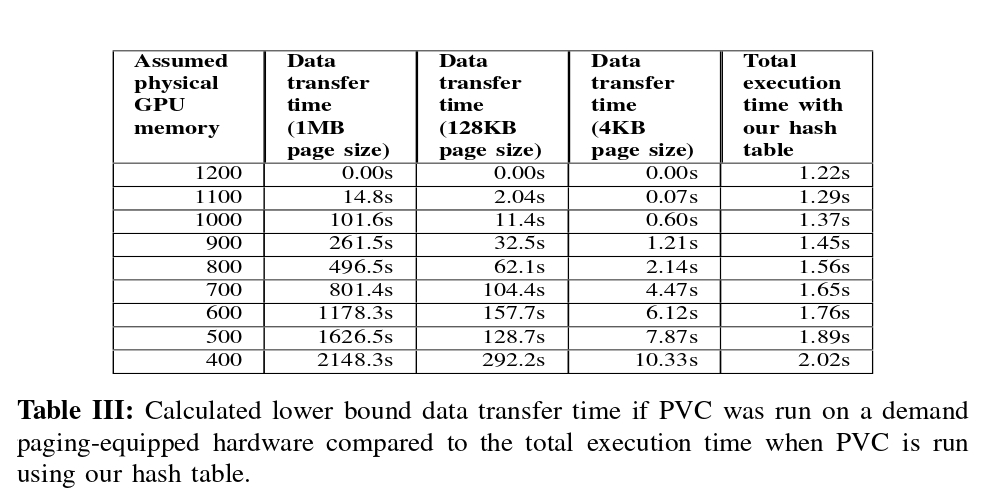 Assumed physical GPU memory | Data transfer time (1MB page size) | Data transfer time (128KB page size) | Data transfer time (4KB page size) | Total execution time with our hash table
1200 | 0.00s | 0.00s | 0.00s | 1.22s
1100 | 14.8s | 2.04s | 0.07s | 1.29s
1000 | 101.6s | 11.4s | 0.60s | 1.37s
900 | 261.5s | 32.5s | 1.21s | 1.45s
800 | 496.5s | 62.1s | 2.14s | 1.56s
700 | 801.4s | 104.4s | 4.47s | 1.65s
600 | 1178.3s | 157.7s | 6.12s | 1.76s
500 | 1626.5s | 128.7s | 7.87s | 1.89s
400 | 2148.3s | 292.2s | 10.33s | 2.02s
Table III: Calculated lower bound data transfer time if PVC was run on a demand
paging-equipped hardware compared to the total execution time when PVC is run
using our hash table.